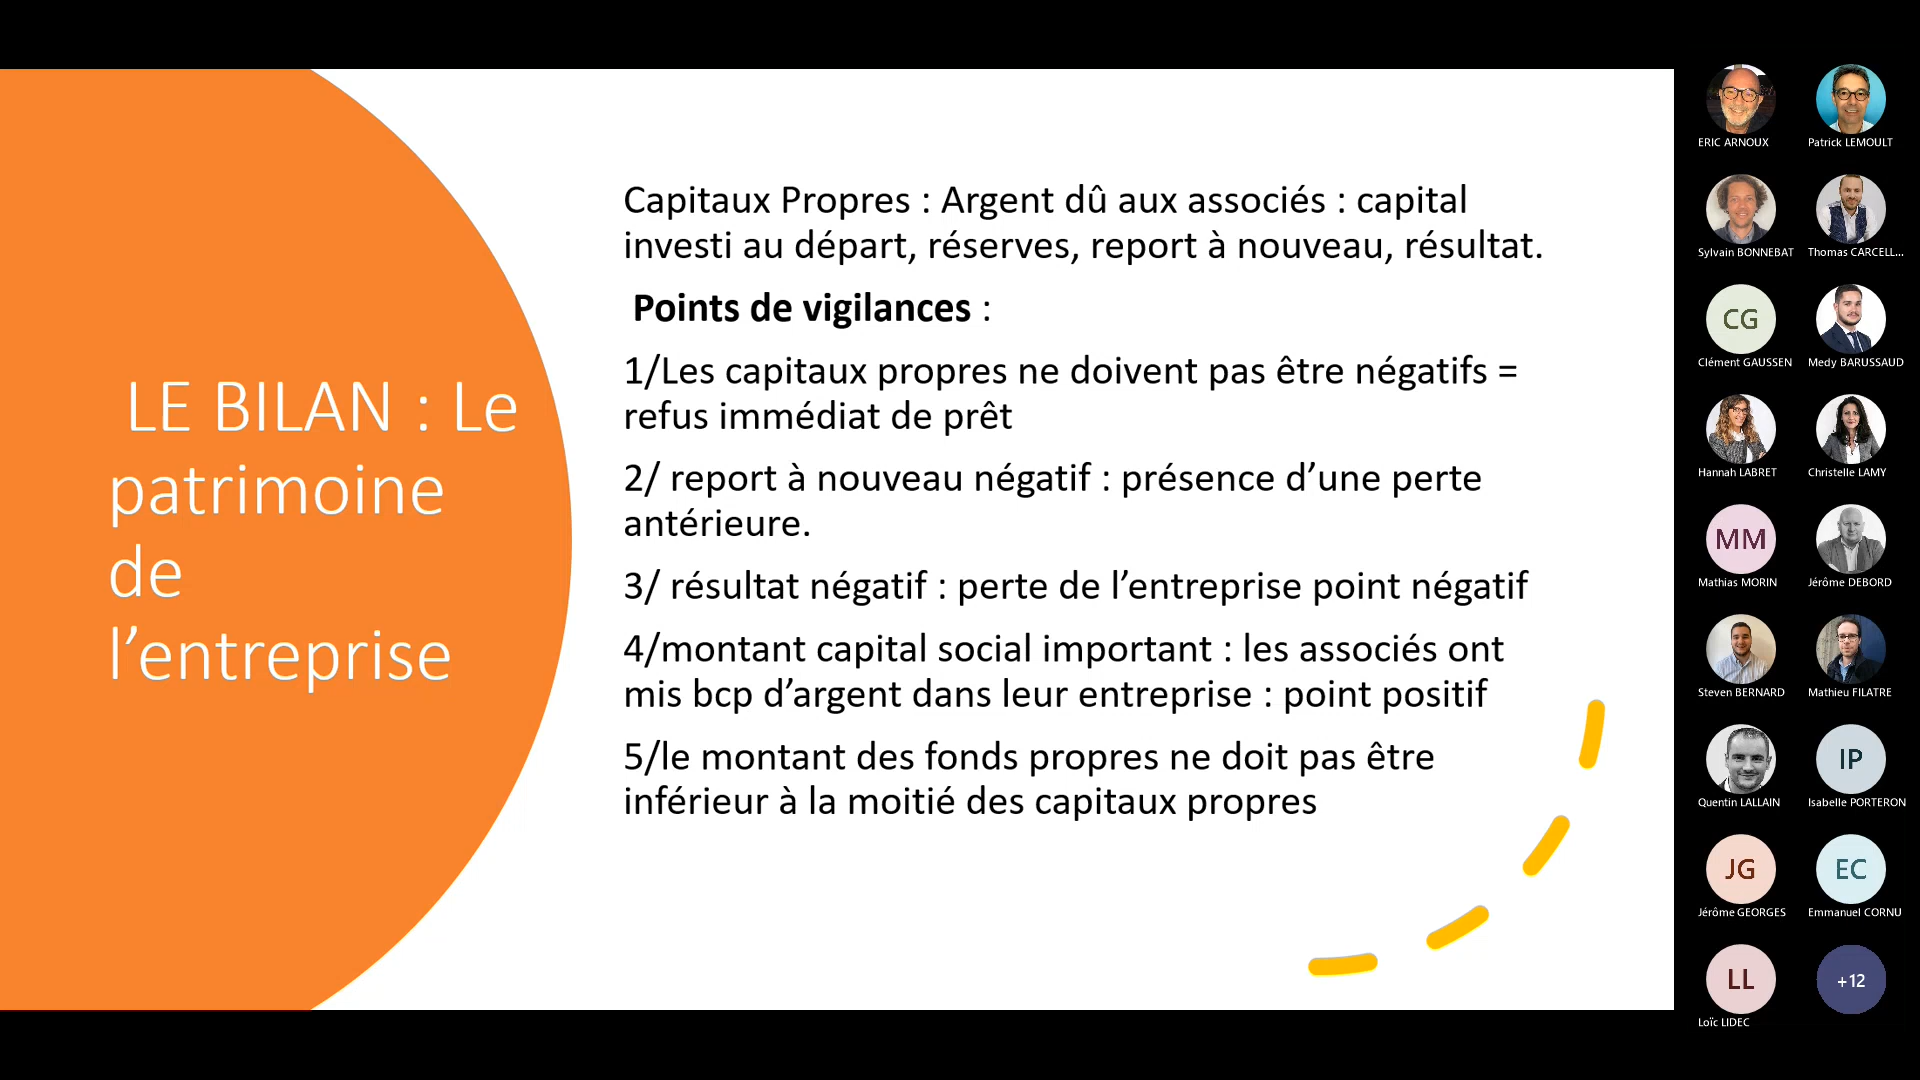 LE BILAN : Le
patrimoine
de
l’entreprise
Capitaux Propres : Argent dû aux associés : capital
investi au départ, réserves, report à nouveau, résultat.
Points de vigilances :
1/Les capitaux propres ne doivent pas être négatifs =
refus immédiat de prêt
2/ report à nouveau négatif : présence d’une perte
antérieure.
3/ résultat négatif : perte de l’entreprise point négatif
4/montant capital social important : les associés ont
mis bcp d’argent dans leur entreprise : point positif
5/le montant des fonds propres ne doit pas être
inférieur à la moitié des capitaux propres
ERIC ARNOUX
Patrick LEMOULT
Sylvain BONNEBAT
Thomas CARCELL...
CG
Clément GAUSSEN
Medy BARUSSAUD
Hannah LABRET
Christelle LAMY
MM
Mathias MORIN
Jérôme DEBORD
Steven BERNARD
Mathieu FILATRE
Quentin LALLAIN
IP
Isabelle PORTERON
JG
Jérôme GEORGES
EC
Emmanuel CORNU
LL
Loïc LIDEC
+12